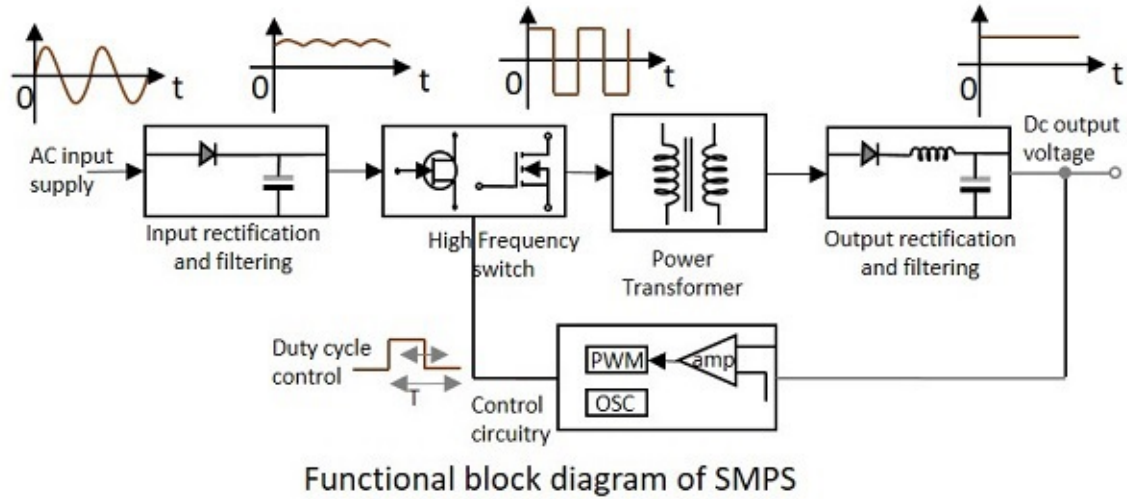 0
t
0
t
0
t
0
t
AC input
supply
Dc output
voltage
Input rectification
and filtering
High Frequency
switch
Power
Transformer
Output rectification
and filtering
Duty cycle
control
T
PWM
amp
OSC
Control
circuitry
Functional block diagram of SMPS